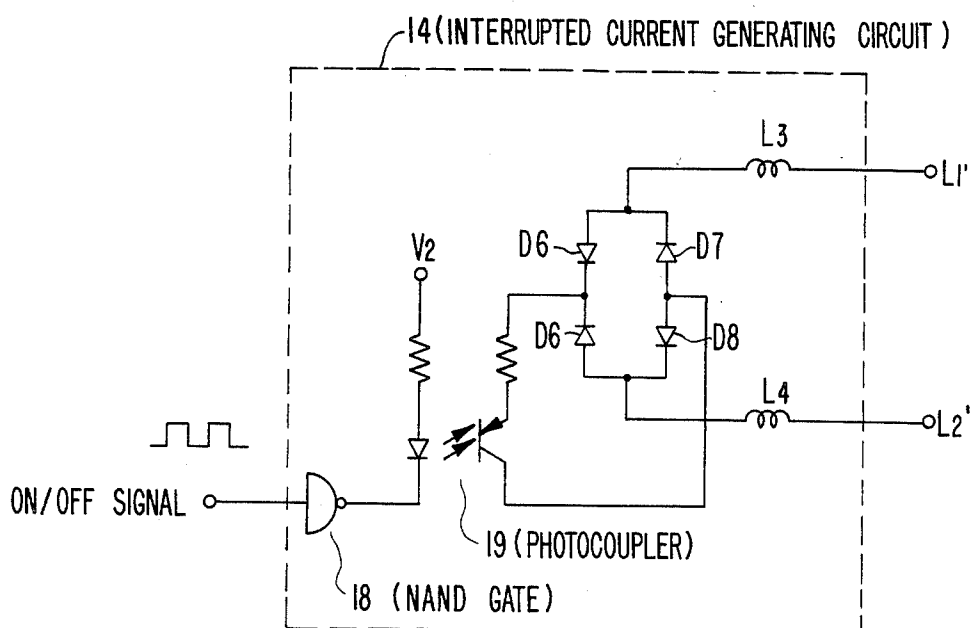 14 (INTERRUPTED CURRENT GENERATING CIRCUIT)
L3
L1'
D6
D7
V2
D6
D8
L4
L2'
ON/OFF SIGNAL
19 (PHOTOCOUPLER)
18 (NAND GATE)